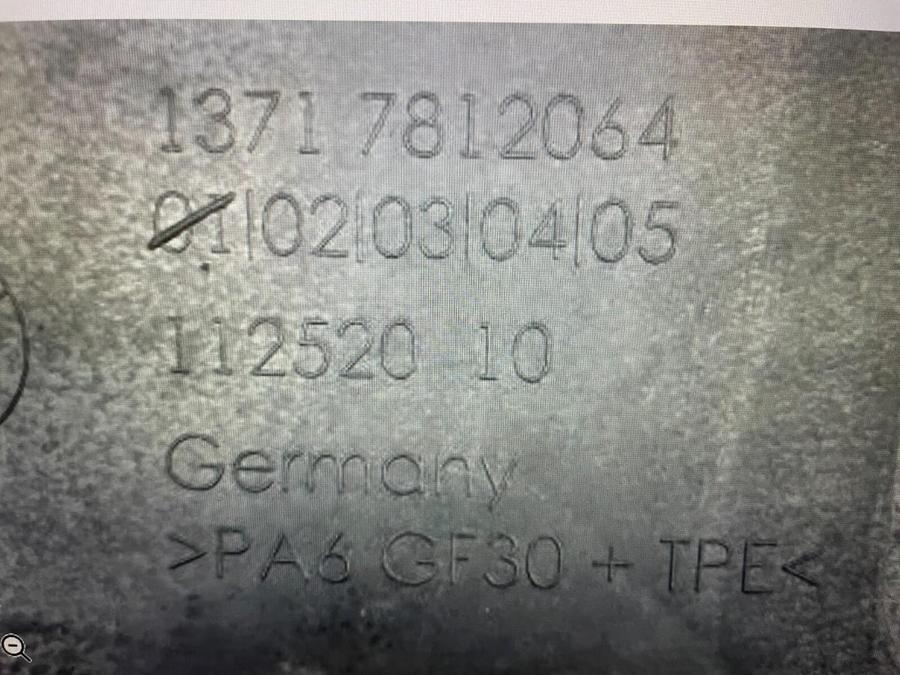 1371 7812064
01|02|03|04|05
112520 10
Germany
>PA6 GF30 + TPE<